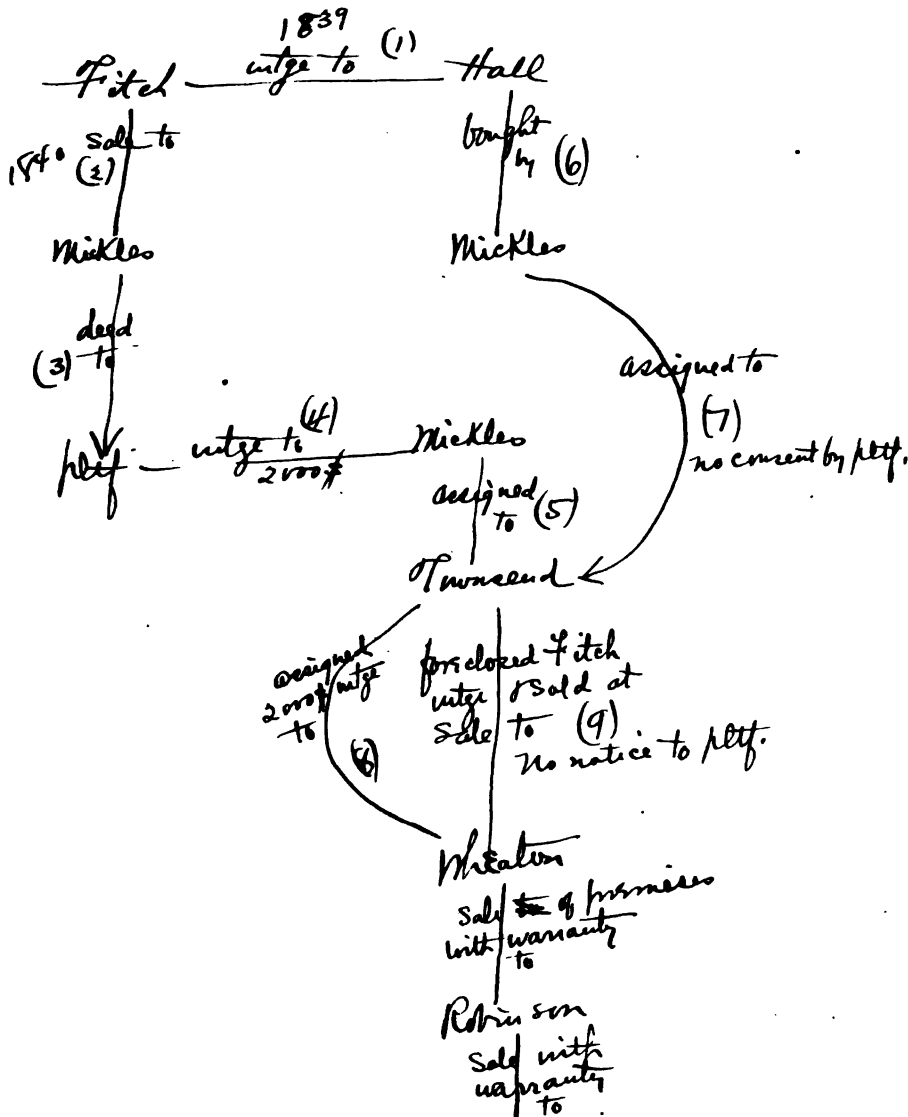 1839
Fitch mtge to (1) Hall
1840 sale to
(2)
bought
by (6)
Mickles
Mickles
deed
(3) to
assigned to
(7)
no consent by pltf.
pltf mtge to (4) Mickles
2000$
assigned
to (5)
Townsend
assigned
2000$ mtge
to
(8)
foreclosed Fitch
mtge & sold at
sale to (9)
no notice to pltf.
Wheaton
sale of premises
with warranty
to
Robinson
Sale with
warranty
to